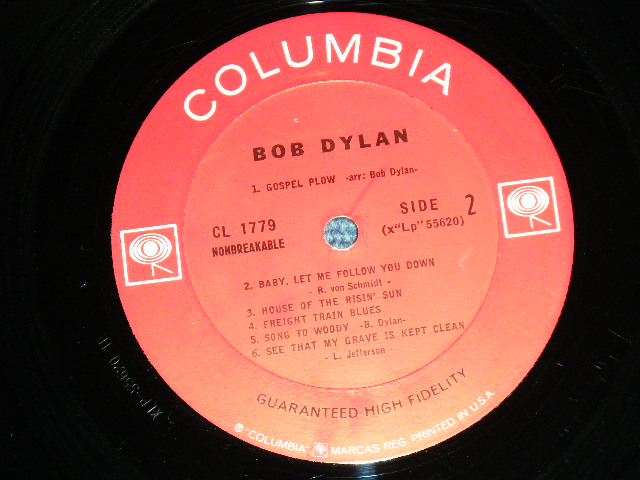 COLUMBIA
BOB DYLAN
1. GOSPEL PLOW -arr: Bob Dylan-
CL 1779
NONBREAKABLE
SIDE 2
(x"Lp" 55620)
2. BABY, LET ME FOLLOW YOU DOWN
- R. von Schmidt -
3. HOUSE OF THE RISIN' SUN
4. FREIGHT TRAIN BLUES
5. SONG TO WOODY -B. Dylan-
6. SEE THAT MY GRAVE IS KEPT CLEAN
- L. Jefferson -
GUARANTEED HIGH FIDELITY
® "COLUMBIA" MARCAS REG. PRINTED IN U.S.A.